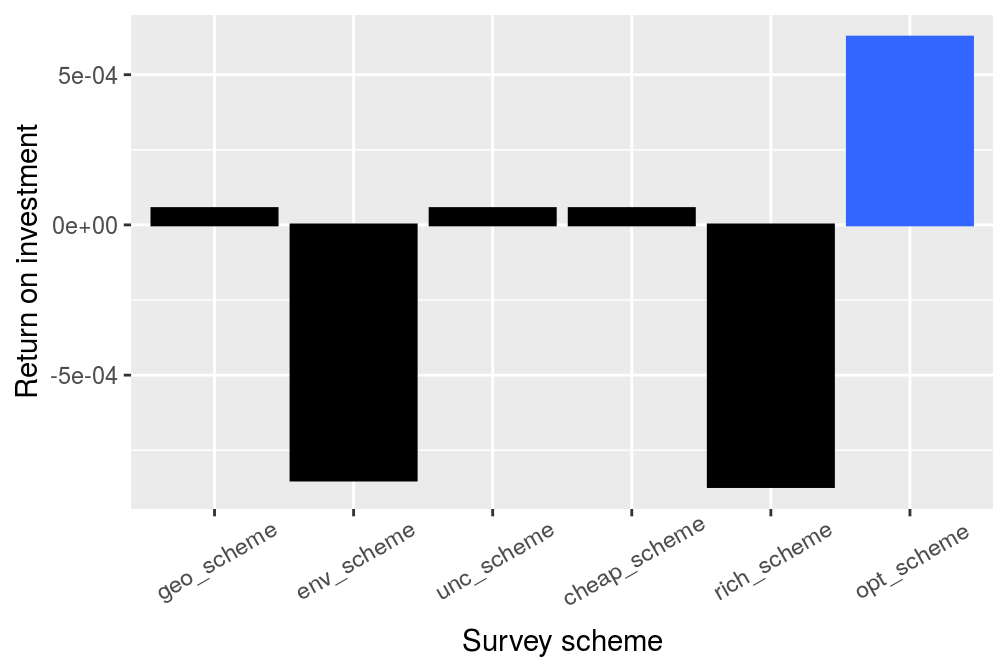 Return on investment
5e-04
0e+00
-5e-04
geo_scheme
env_scheme
unc_scheme
cheap_scheme
rich_scheme
opt_scheme
Survey scheme